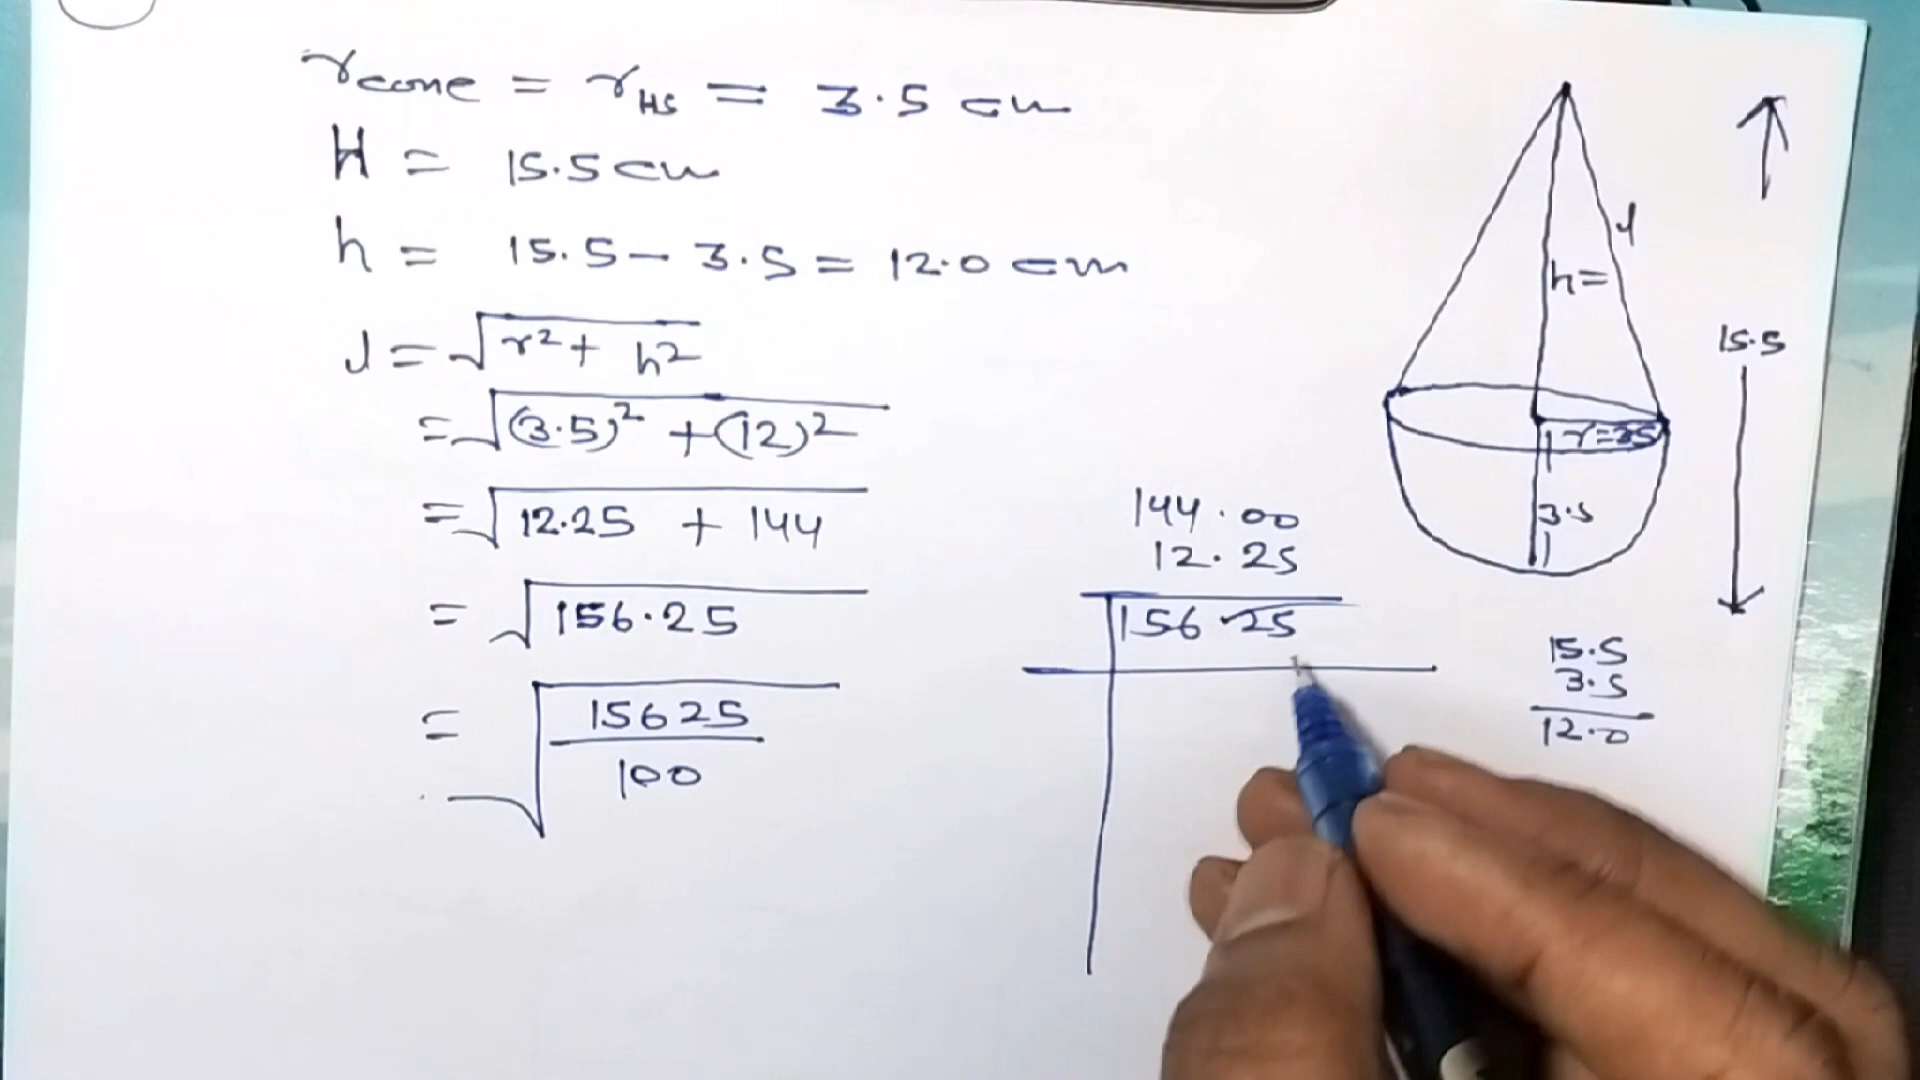 r cone = r HS = 3.5 cm
H = 15.5 cm
h = 15.5 - 3.5 = 12.0 cm
l = √r² + h²
= √(3.5)² + (12)²
= √12.25 + 144
= √156.25
= √15625/100
144.00
12.25
156.25
l
h=
15.5
r=3.5
3.5
15.5
3.5
12.0